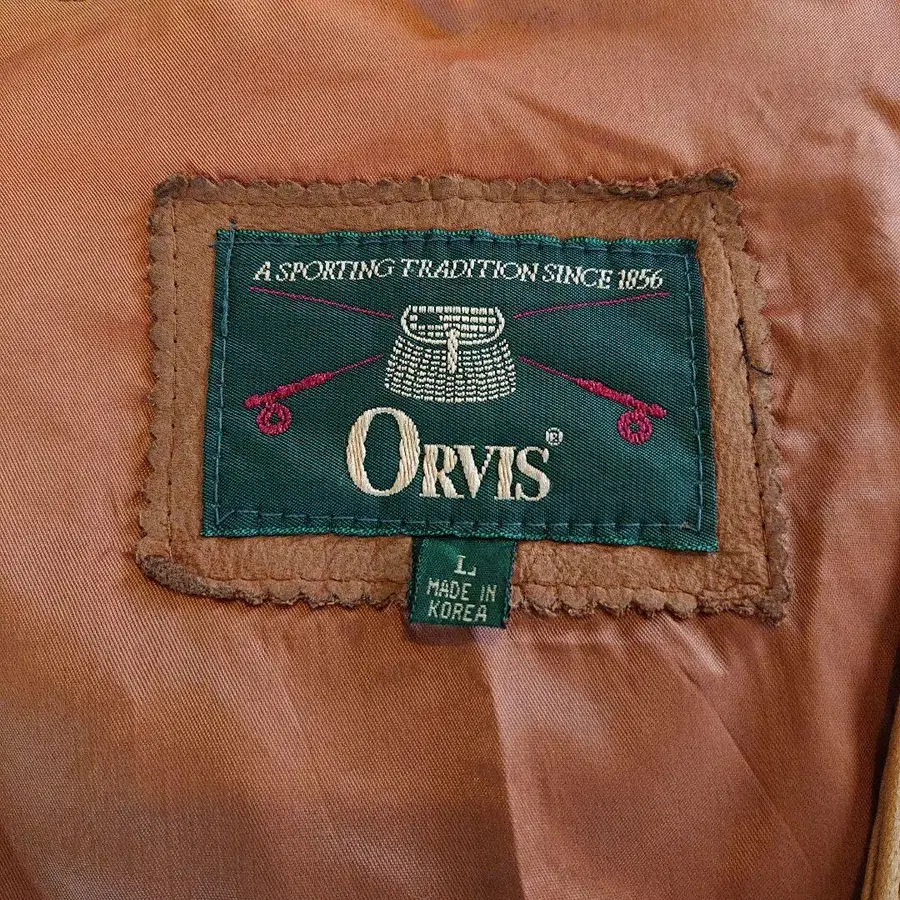 A SPORTING TRADITION SINCE 1856
ORVIS®
L
MADE IN
KOREA